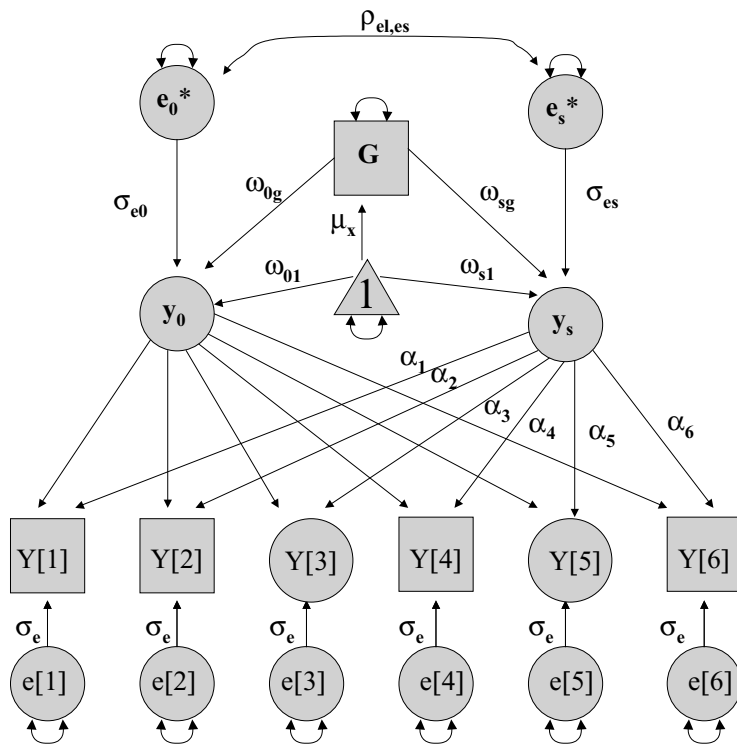 ρel,es
e0*
es*
G
ω0g
ωsg
σe0
σes
μx
ω01
ωs1
1
y0
ys
α1
α2
α3
α4
α5
α6
Y[1] Y[2] Y[3] Y[4] Y[5] Y[6]
σe σe σe σe σe σe
e[1] e[2] e[3] e[4] e[5] e[6]